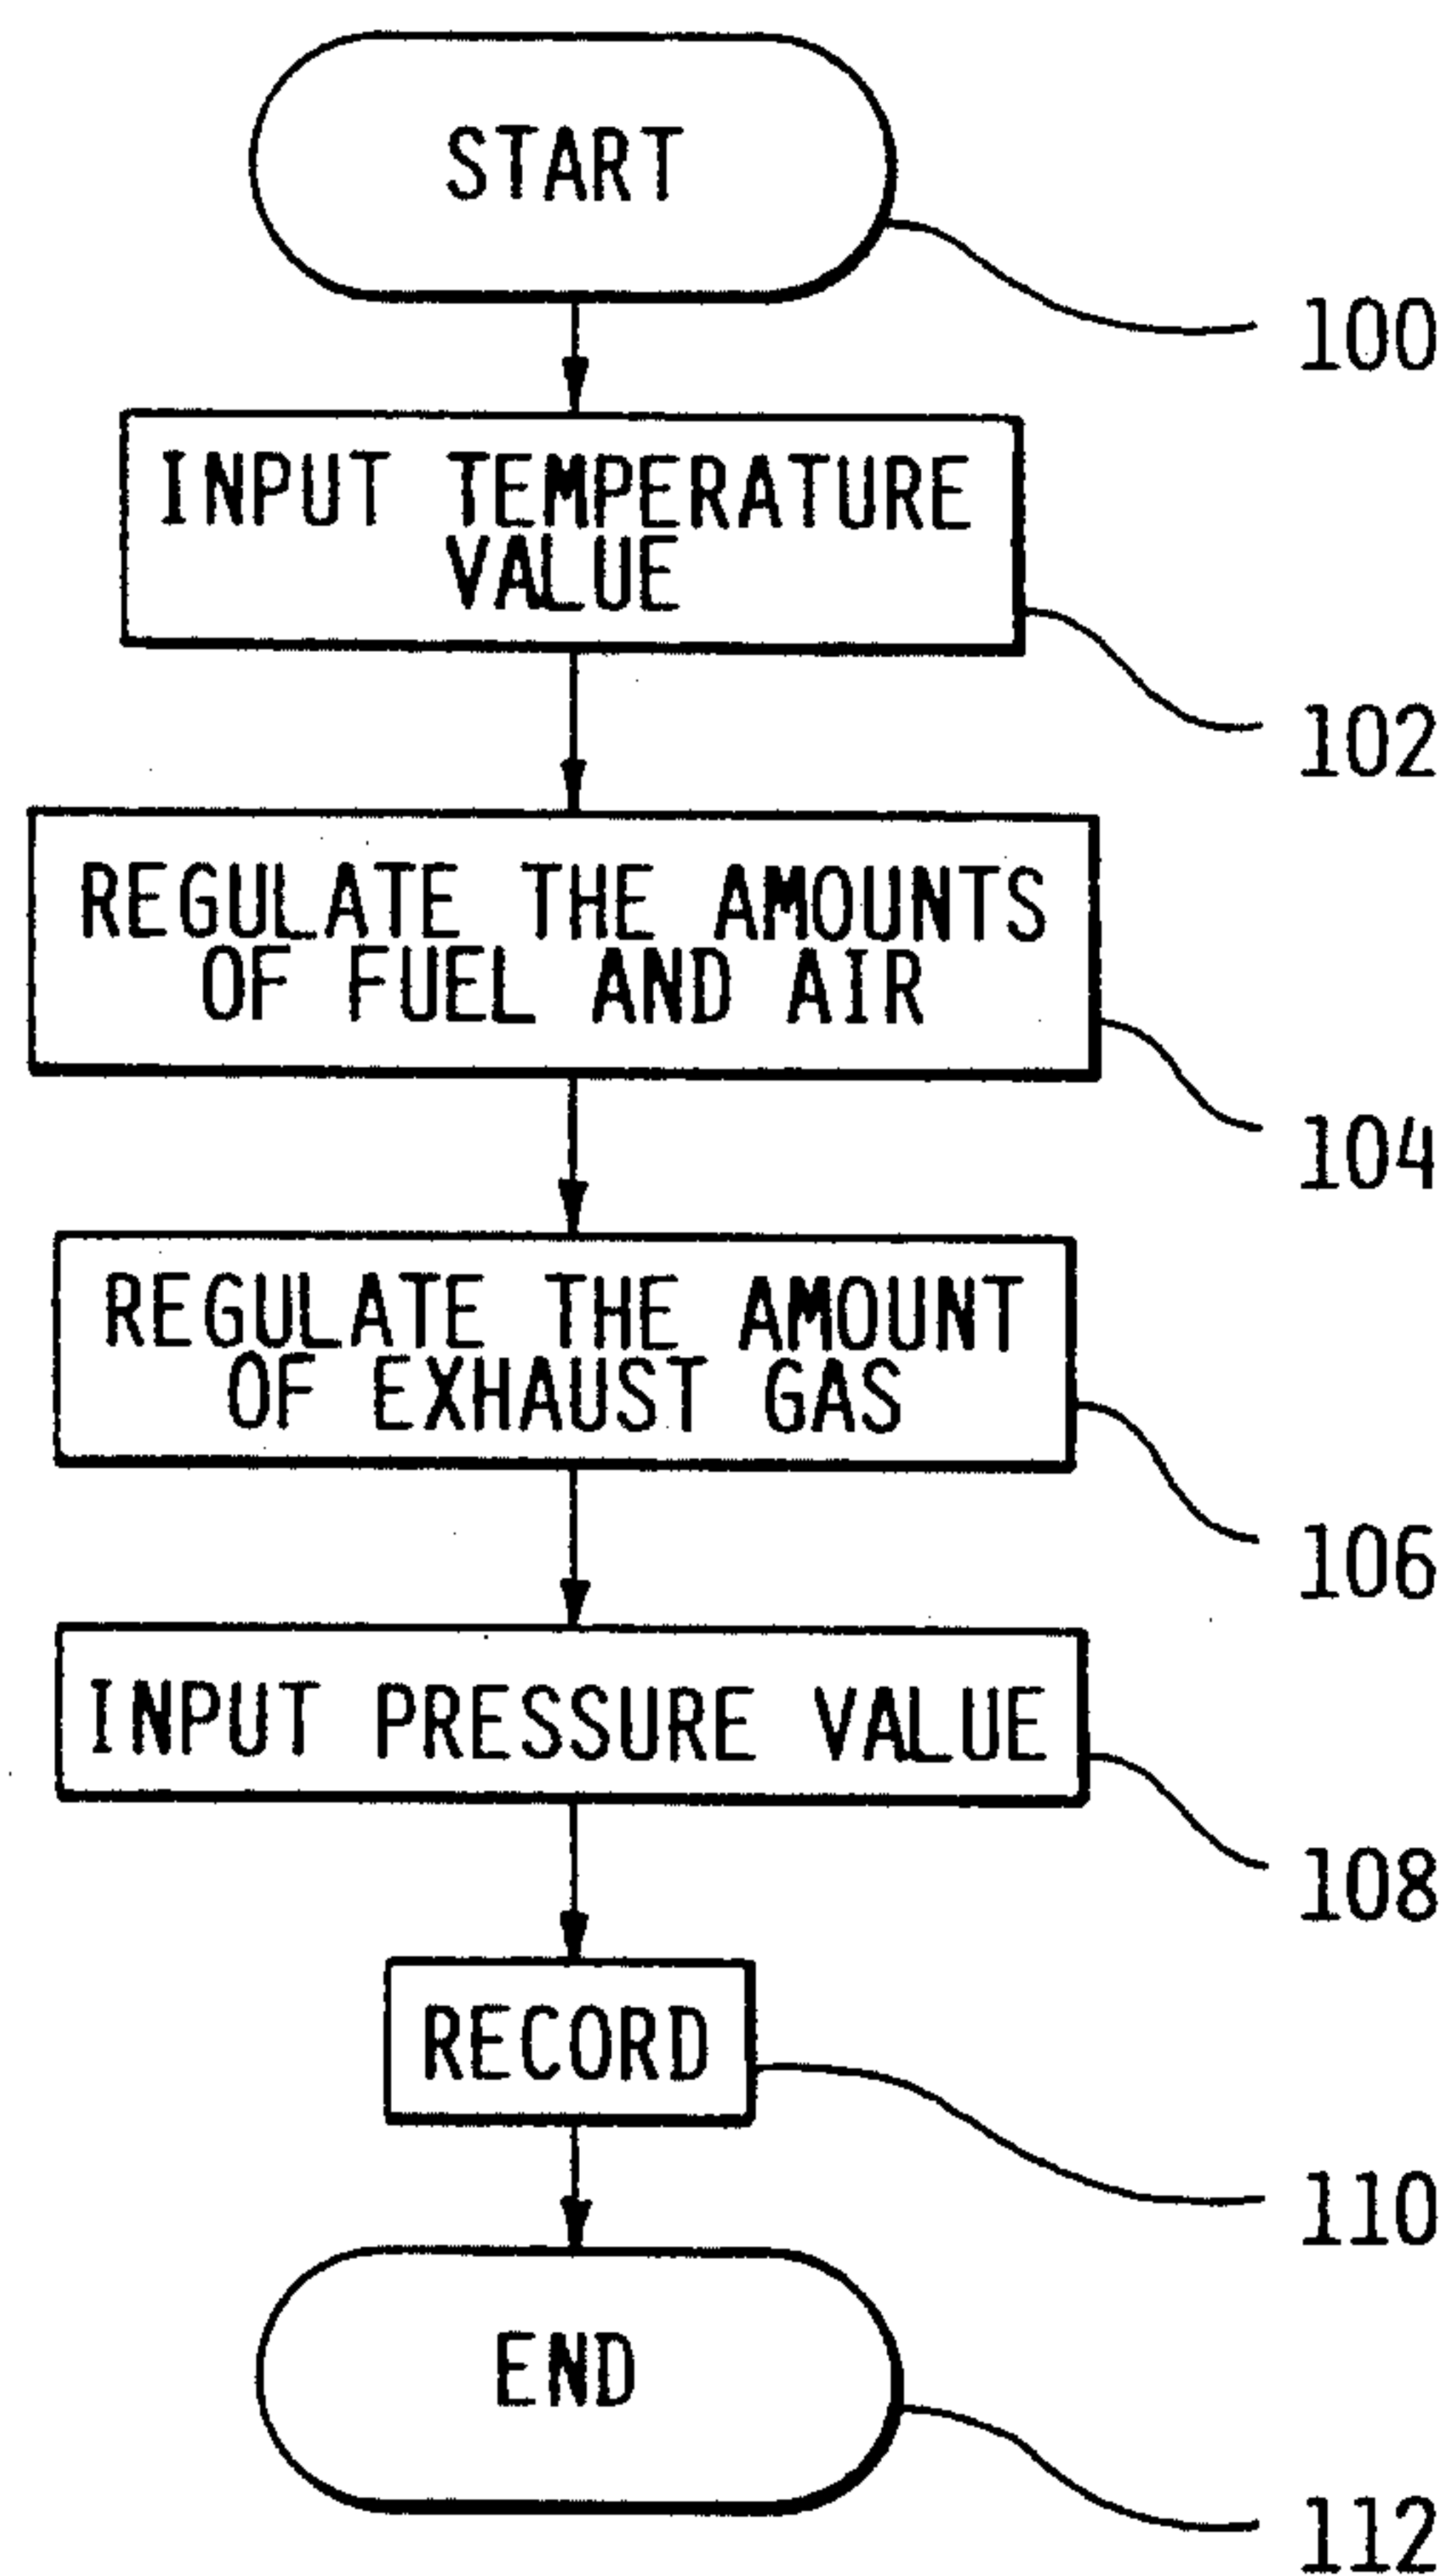 START
100
INPUT TEMPERATURE
VALUE
102
REGULATE THE AMOUNTS
OF FUEL AND AIR
104
REGULATE THE AMOUNT
OF EXHAUST GAS
106
INPUT PRESSURE VALUE
108
RECORD
110
END
112